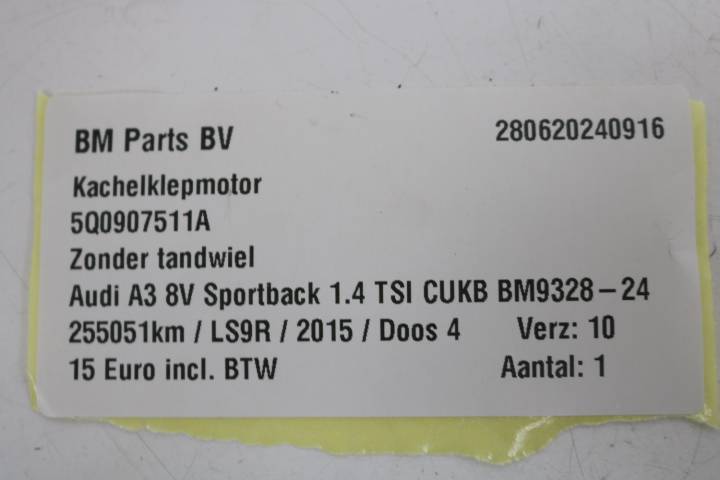 BM Parts BV 280620240916
Kachelklepmotor
5Q0907511A
Zonder tandwiel
Audi A3 8V Sportback 1.4 TSI CUKB BM9328-24
255051km / LS9R / 2015 / Doos 4 Verz: 10
15 Euro incl. BTW Aantal: 1